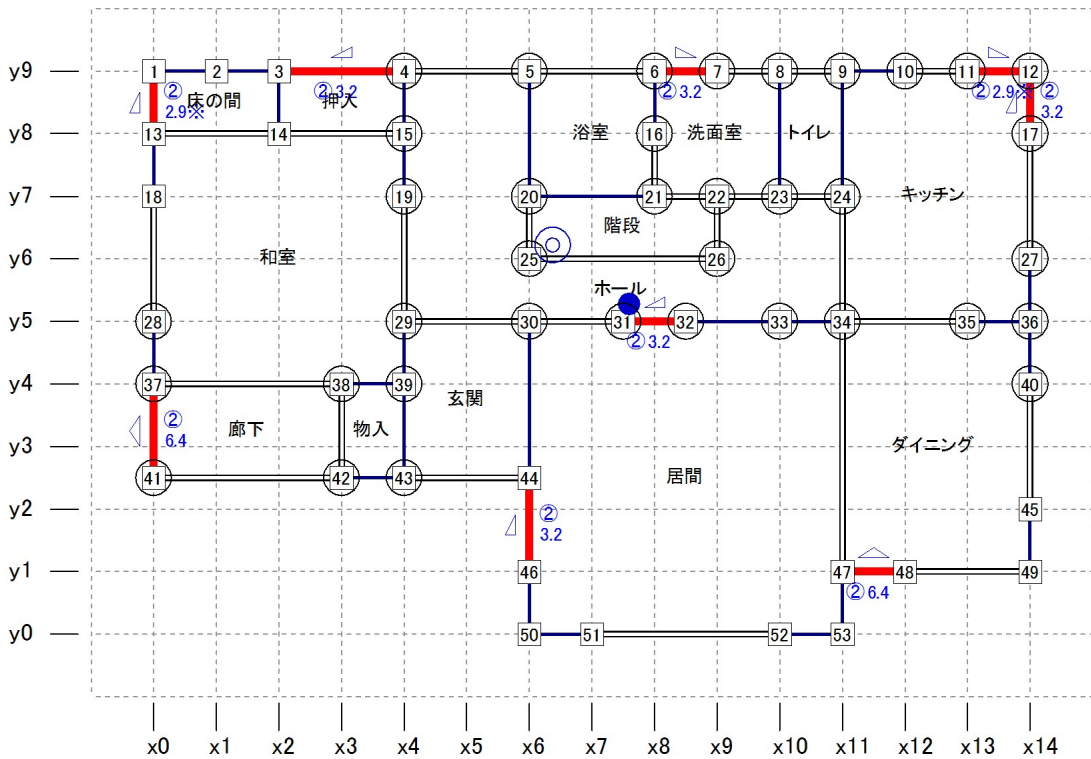 y9 1 2 3 4 5 6 7 8 9 10 11 12
② ②3.2 ②3.2 ②2.9※ ②
床の間 押入 3.2
2.9※
y8 13 14 15 浴室 16 洗面室 トイレ 17
y7 18 19 20 21 22 23 24 キッチン
階段
和室
y6 25 26 27
ホール
y5 28 29 30 31 32 33 34 35 36
②3.2
y4 37 38 39 40
玄関
②
廊下 物入
6.4
y3 ダイニング
y2 41 42 43 44 居間 45
②
3.2
y1 46 47 48 49
②6.4
y0 50 51 52 53
x0 x1 x2 x3 x4 x5 x6 x7 x8 x9 x10 x11 x12 x13 x14